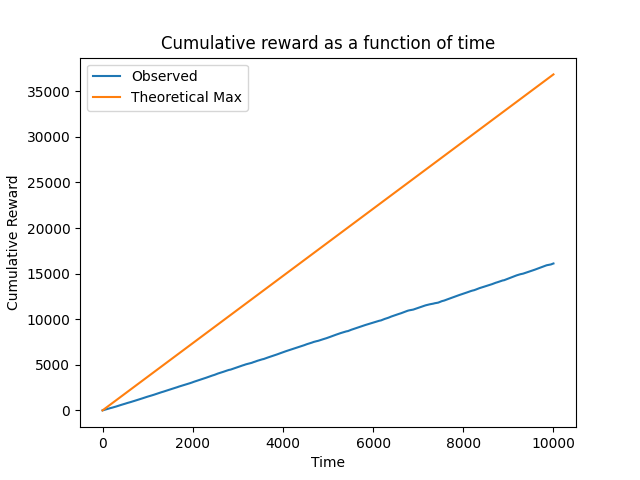 Cumulative reward as a function of time
Observed
Theoretical Max
35000
30000
25000
20000
15000
10000
5000
0
Cumulative Reward
0 2000 4000 6000 8000 10000
Time